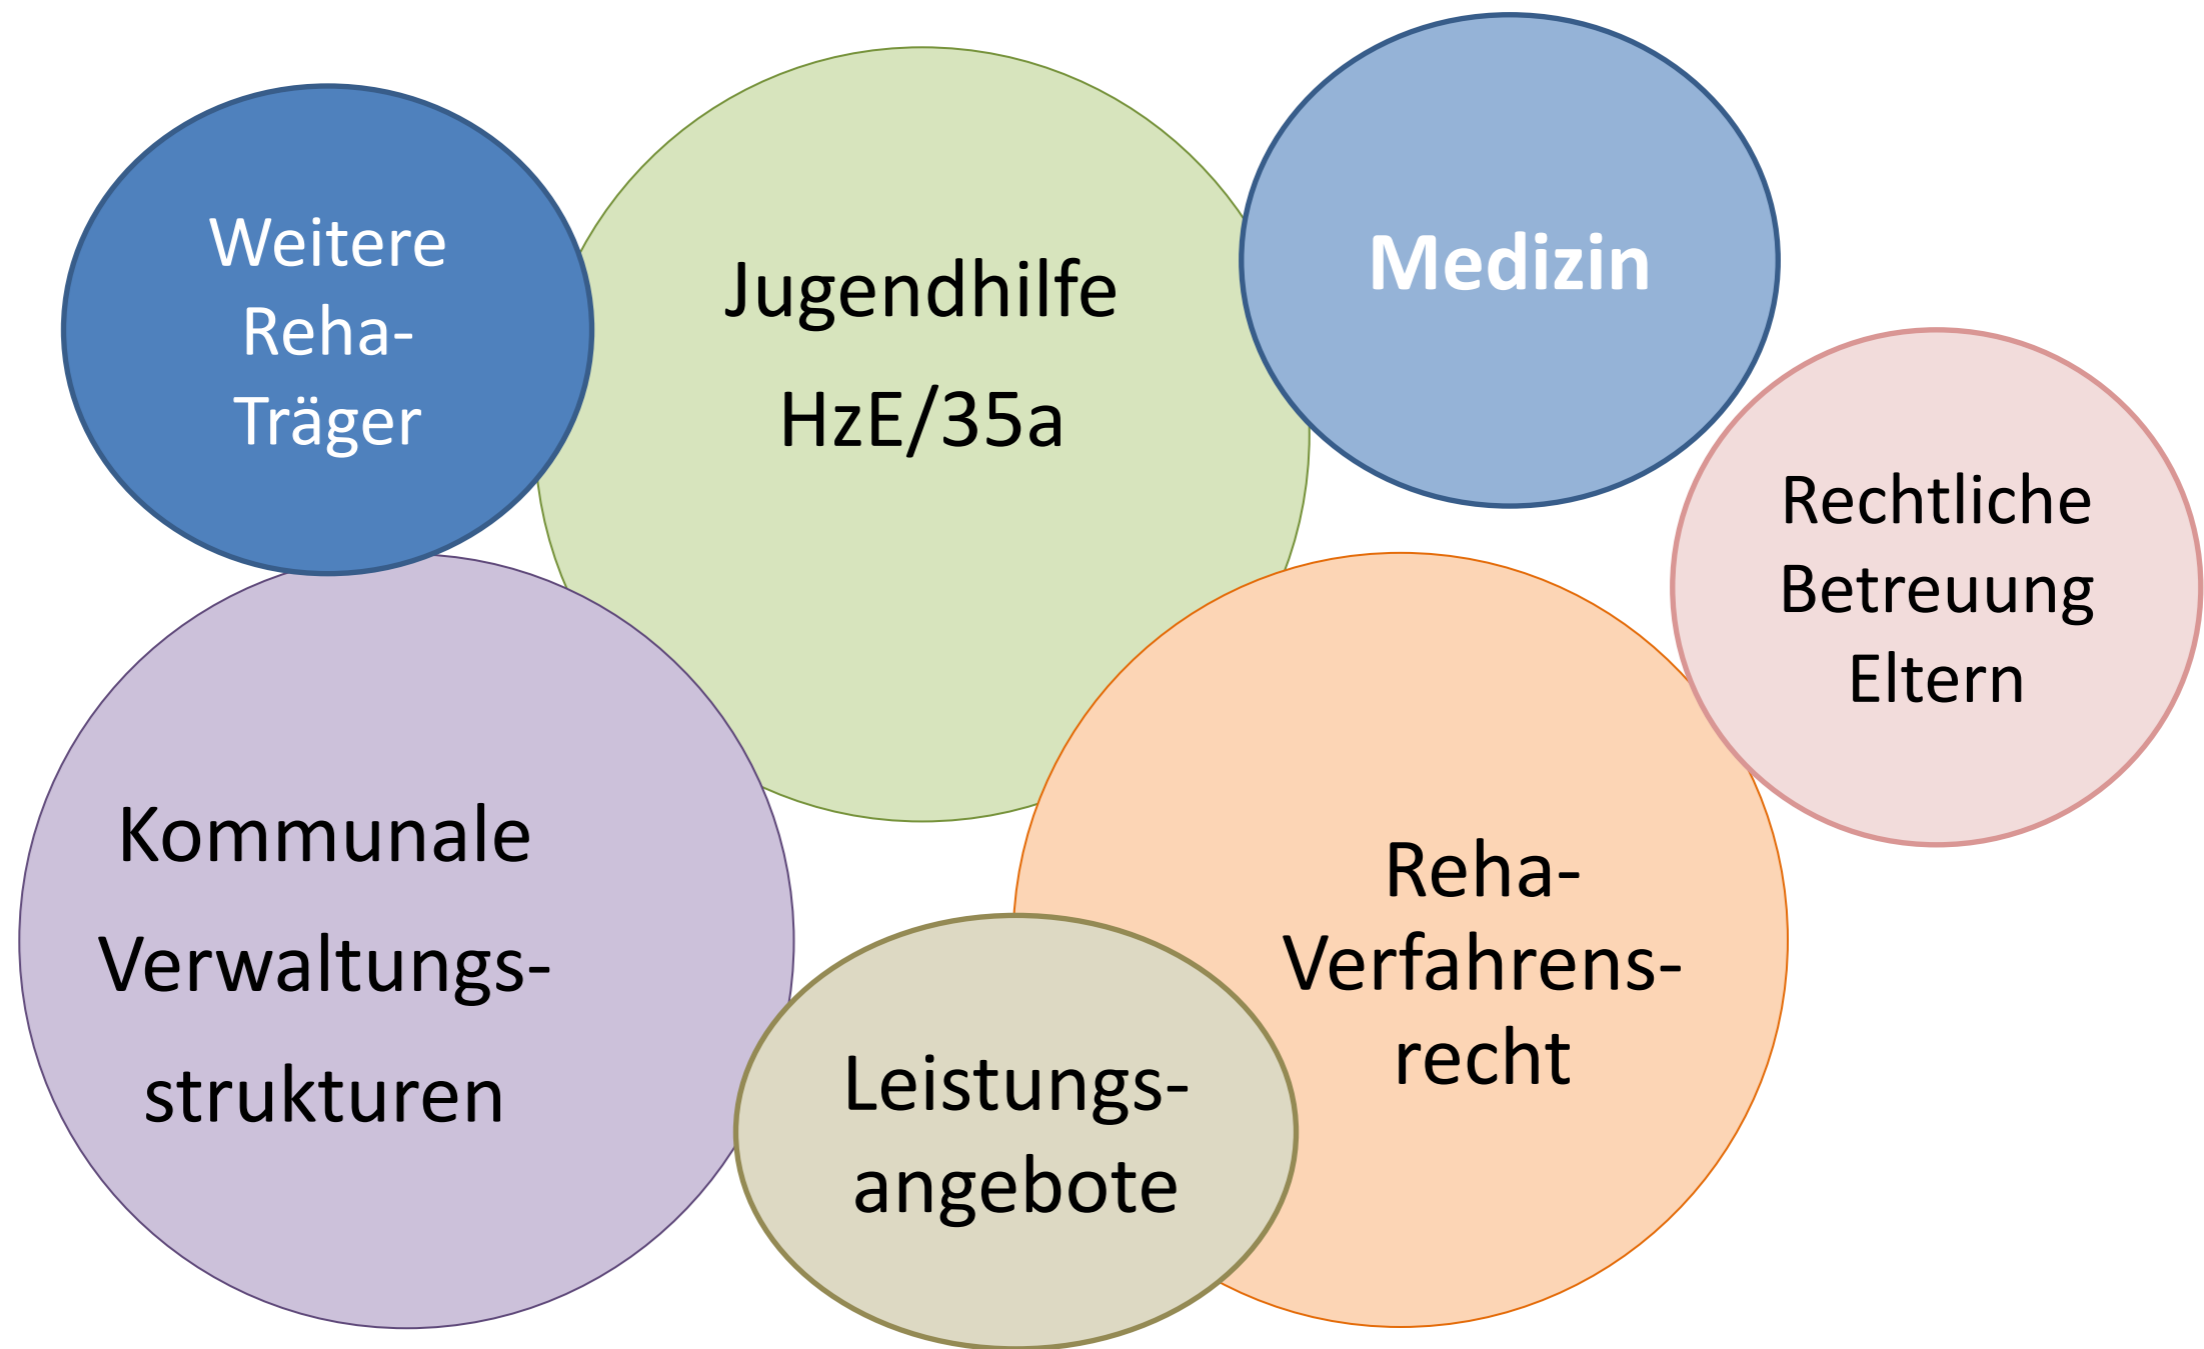 Weitere
Reha-
Träger
Jugendhilfe
HzE/35a
Medizin
Rechtliche
Betreuung
Eltern
Kommunale
Verwaltungs-
strukturen
Leistungs-
angebote
Reha-
Verfahrens-
recht